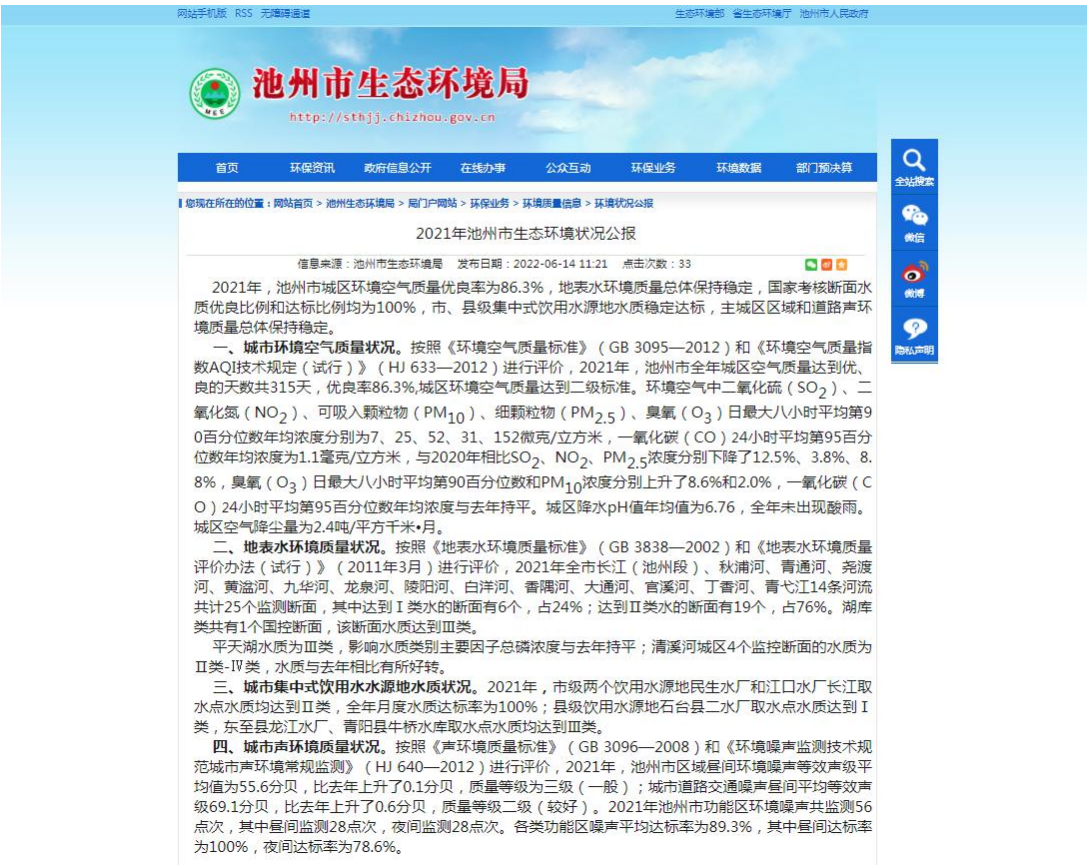 网站手机版 RSS 无障碍通道
生态环境部 省生态环境厅 池州市人民政府
MEE
池州市生态环境局
http://sthjj.chizhou.gov.cn
首页 环保资讯 政府信息公开 在线办事 公众互动 环保业务 环境数据 部门预决算
全站搜索
微信
微博
隐私声明
您现在所在的位置：网站首页 > 池州生态环境局 > 局门户网站 > 环保业务 > 环境质量信息 > 环境状况公报
2021年池州市生态环境状况公报
信息来源：池州市生态环境局 发布日期：2022-06-14 11:21 点击次数：33
2021年，池州市城区环境空气质量优良率为86.3%，地表水环境质量总体保持稳定，国家考核断面水
质优良比例和达标比例均为100%，市、县级集中式饮用水源地水质稳定达标，主城区区域和道路声环
境质量总体保持稳定。
一、城市环境空气质量状况。按照《环境空气质量标准》（GB 3095—2012）和《环境空气质量指
数AQI技术规定（试行）》（HJ 633—2012）进行评价，2021年，池州市全年城区空气质量达到优、
良的天数共315天，优良率86.3%,城区环境空气质量达到二级标准。环境空气中二氧化硫（SO2）、二
氧化氮（NO2）、可吸入颗粒物（PM10）、细颗粒物（PM2.5）、臭氧（O3）日最大八小时平均第9
0百分位数年均浓度分别为7、25、52、31、152微克/立方米，一氧化碳（CO）24小时平均第95百分
位数年均浓度为1.1毫克/立方米，与2020年相比SO2、NO2、PM2.5浓度分别下降了12.5%、3.8%、8.
8%，臭氧（O3）日最大八小时平均第90百分位数和PM10浓度分别上升了8.6%和2.0%，一氧化碳（C
O）24小时平均第95百分位数年均浓度与去年持平。城区降水pH值年均值为6.76，全年未出现酸雨。
城区空气降尘量为2.4吨/平方千米•月。
二、地表水环境质量状况。按照《地表水环境质量标准》（GB 3838—2002）和《地表水环境质量
评价办法（试行）》（2011年3月）进行评价，2021年全市长江（池州段）、秋浦河、青通河、尧渡
河、黄湓河、九华河、龙泉河、陵阳河、白洋河、香隅河、大通河、官溪河、丁香河、青弋江14条河流
共计25个监测断面，其中达到Ⅰ类水的断面有6个，占24%；达到Ⅱ类水的断面有19个，占76%。湖库
类共有1个国控断面，该断面水质达到Ⅲ类。
平天湖水质为Ⅲ类，影响水质类别主要因子总磷浓度与去年持平；清溪河城区4个监控断面的水质为
Ⅱ类-Ⅳ类，水质与去年相比有所好转。
三、城市集中式饮用水水源地水质状况。2021年，市级两个饮用水源地民生水厂和江口水厂长江取
水点水质均达到Ⅱ类，全年月度水质达标率为100%；县级饮用水源地石台县二水厂取水点水质达到Ⅰ
类，东至县龙江水厂、青阳县牛桥水库取水点水质均达到Ⅲ类。
四、城市声环境质量状况。按照《声环境质量标准》（GB 3096—2008）和《环境噪声监测技术规
范城市声环境常规监测》（HJ 640—2012）进行评价，2021年，池州市区域昼间环境噪声等效声级平
均值为55.6分贝，比去年上升了0.1分贝，质量等级为三级（一般）；城市道路交通噪声昼间平均等效声
级69.1分贝，比去年上升了0.6分贝，质量等级二级（较好）。2021年池州市功能区环境噪声共监测56
点次，其中昼间监测28点次，夜间监测28点次。各类功能区噪声平均达标率为89.3%，其中昼间达标率
为100%，夜间达标率为78.6%。